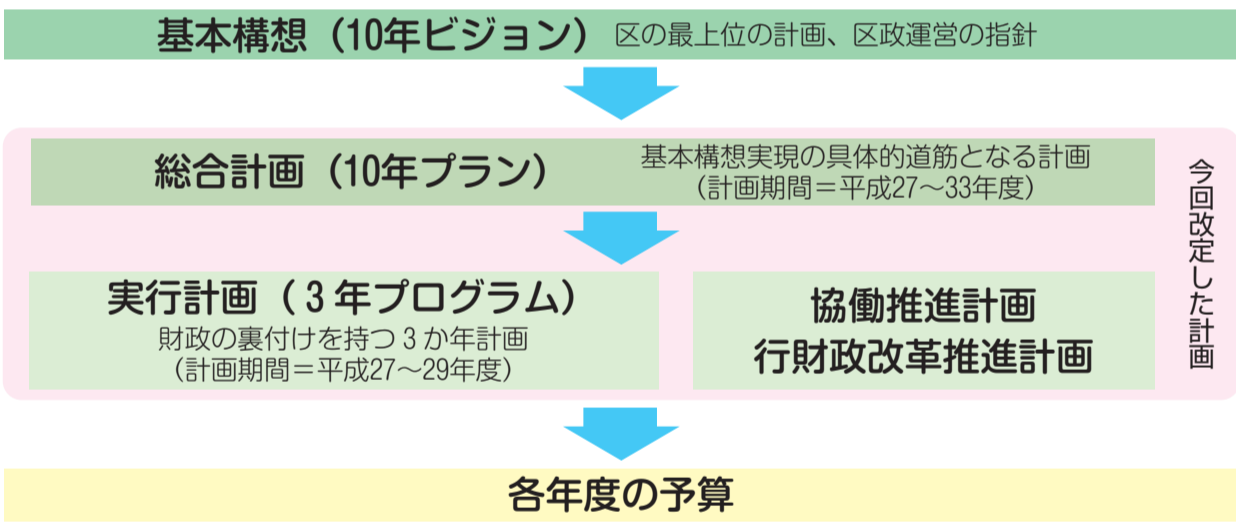 基本構想（10年ビジョン） 区の最上位の計画、区政運営の指針
総合計画（10年プラン）
基本構想実現の具体的道筋となる計画
（計画期間＝平成27～33年度）
実行計画（３年プログラム）
財政の裏付けを持つ３か年計画
（計画期間＝平成27～29年度）
協働推進計画
行財政改革推進計画
今回改定した計画
各年度の予算